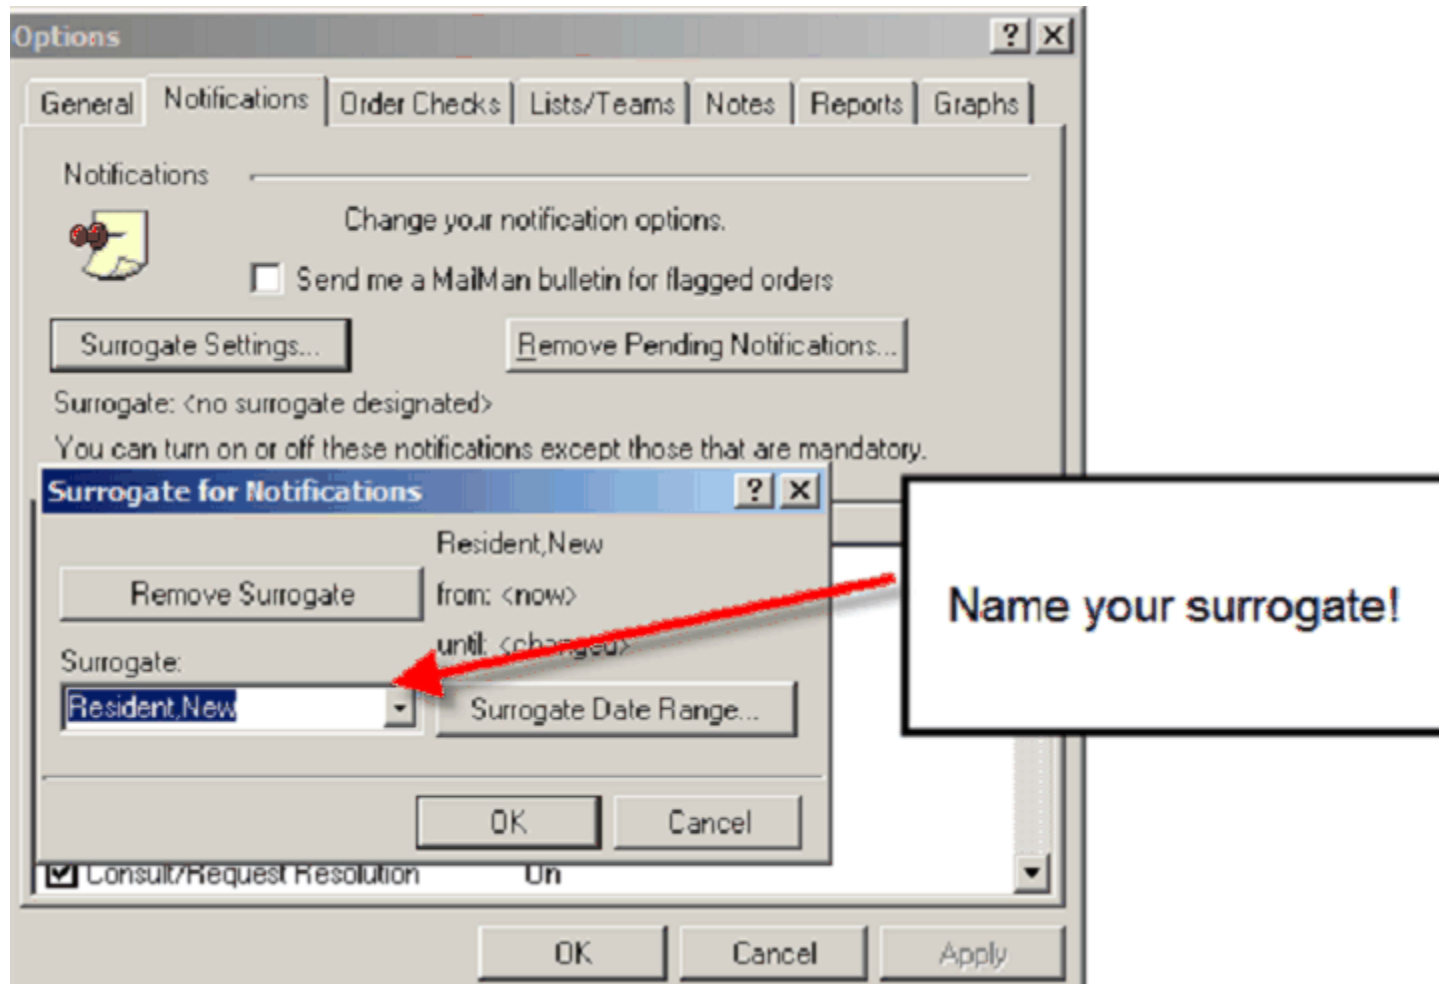 Options
General Notifications Order Checks Lists/Teams Notes Reports Graphs
Notifications
Change your notification options.
Send me a MailMan bulletin for flagged orders
Surrogate Settings... Remove Pending Notifications...
Surrogate: <no surrogate designated>
You can turn on or off these notifications except those that are mandatory.
Surrogate for Notifications
Resident,New
Remove Surrogate from: <now>
until: <changed>
Surrogate:
Resident,New Surrogate Date Range...
OK Cancel
Name your surrogate!
Consult/Request Resolution On
OK Cancel Apply